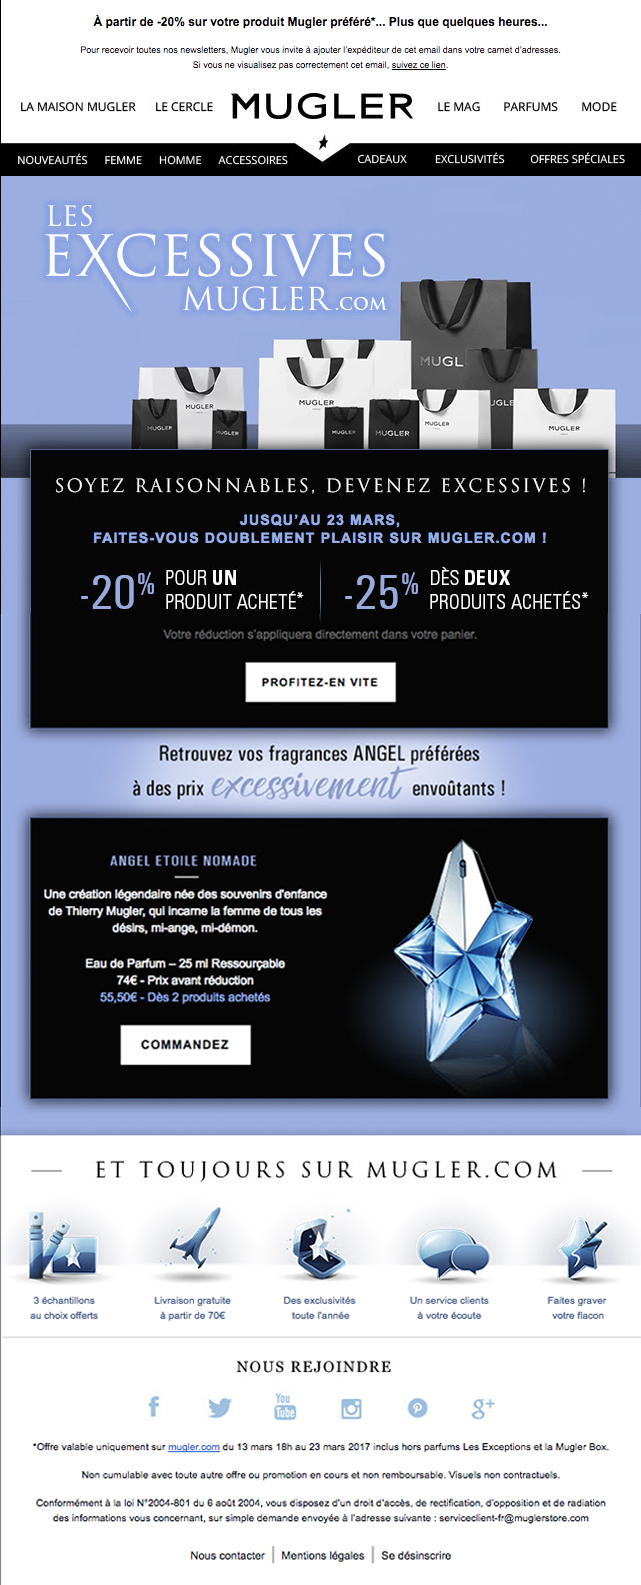 À partir de -20% sur votre produit Mugler préféré*... Plus que quelques heures...
Pour recevoir toutes nos newsletters, Mugler vous invite à ajouter l'expéditeur de cet email dans votre carnet d'adresses.
Si vous ne visualisez pas correctement cet email, suivez ce lien.
LA MAISON MUGLER LE CERCLE MUGLER LE MAG PARFUMS MODE
NOUVEAUTÉS FEMME HOMME ACCESSOIRES CADEAUX EXCLUSIVITÉS OFFRES SPÉCIALES
LES
EXCESSIVES
MUGLER.COM
MUGL
MUGLER
MUGLER
MUGLER
MUGLER
MUGLER
MUGLER
LER
MUGLER
SOYEZ RAISONNABLES, DEVENEZ EXCESSIVES !
JUSQU'AU 23 MARS,
FAITES-VOUS DOUBLEMENT PLAISIR SUR MUGLER.COM !
-20% POUR UN PRODUIT ACHETÉ*
-25% DÈS DEUX PRODUITS ACHETÉS*
Votre réduction s'appliquera directement dans votre panier.
PROFITEZ-EN VITE
Retrouvez vos fragrances ANGEL préférées
à des prix excessivement envoûtants !
ANGEL ETOILE NOMADE
Une création légendaire née des souvenirs d'enfance
de Thierry Mugler, qui incarne la femme de tous les
désirs, mi-ange, mi-démon.
Eau de Parfum – 25 ml Ressourçable
74€ - Prix avant réduction
55,50€ - Dès 2 produits achetés
COMMANDEZ
ET TOUJOURS SUR MUGLER.COM
3 échantillons
au choix offerts
Livraison gratuite
à partir de 70€
Des exclusivités
toute l'année
Un service clients
à votre écoute
Faites graver
votre flacon
NOUS REJOINDRE
You
Tube
g+
*Offre valable uniquement sur mugler.com du 13 mars 18h au 23 mars 2017 inclus hors parfums Les Exceptions et la Mugler Box.
Non cumulable avec toute autre offre ou promotion en cours et non remboursable. Visuels non contractuels.
Conformément à la loi N°2004-801 du 6 août 2004, vous disposez d'un droit d'accès, de rectification, d'opposition et de radiation
des informations vous concernant, sur simple demande envoyée à l'adresse suivante : serviceclient-fr@muglerstore.com
Nous contacter | Mentions légales | Se désinscrire